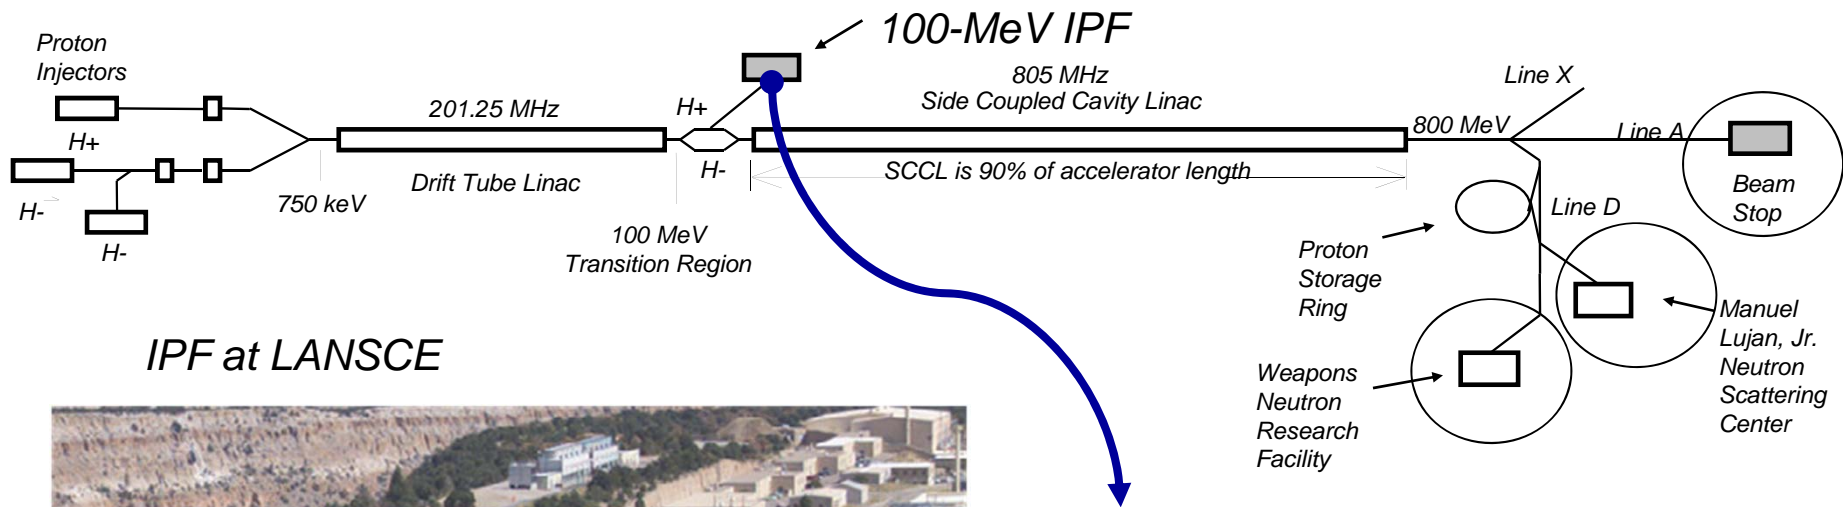 100-MeV IPF
Proton
Injectors
H+
H-
H-
750 keV
201.25 MHz
Drift Tube Linac
H+
H-
100 MeV
Transition Region
805 MHz
Side Coupled Cavity Linac
SCCL is 90% of accelerator length
800 MeV
Line X
Line A
Beam
Stop
Line D
Proton
Storage
Ring
Manuel
Lujan, Jr.
Neutron
Scattering
Center
Weapons
Neutron
Research
Facility
IPF at LANSCE